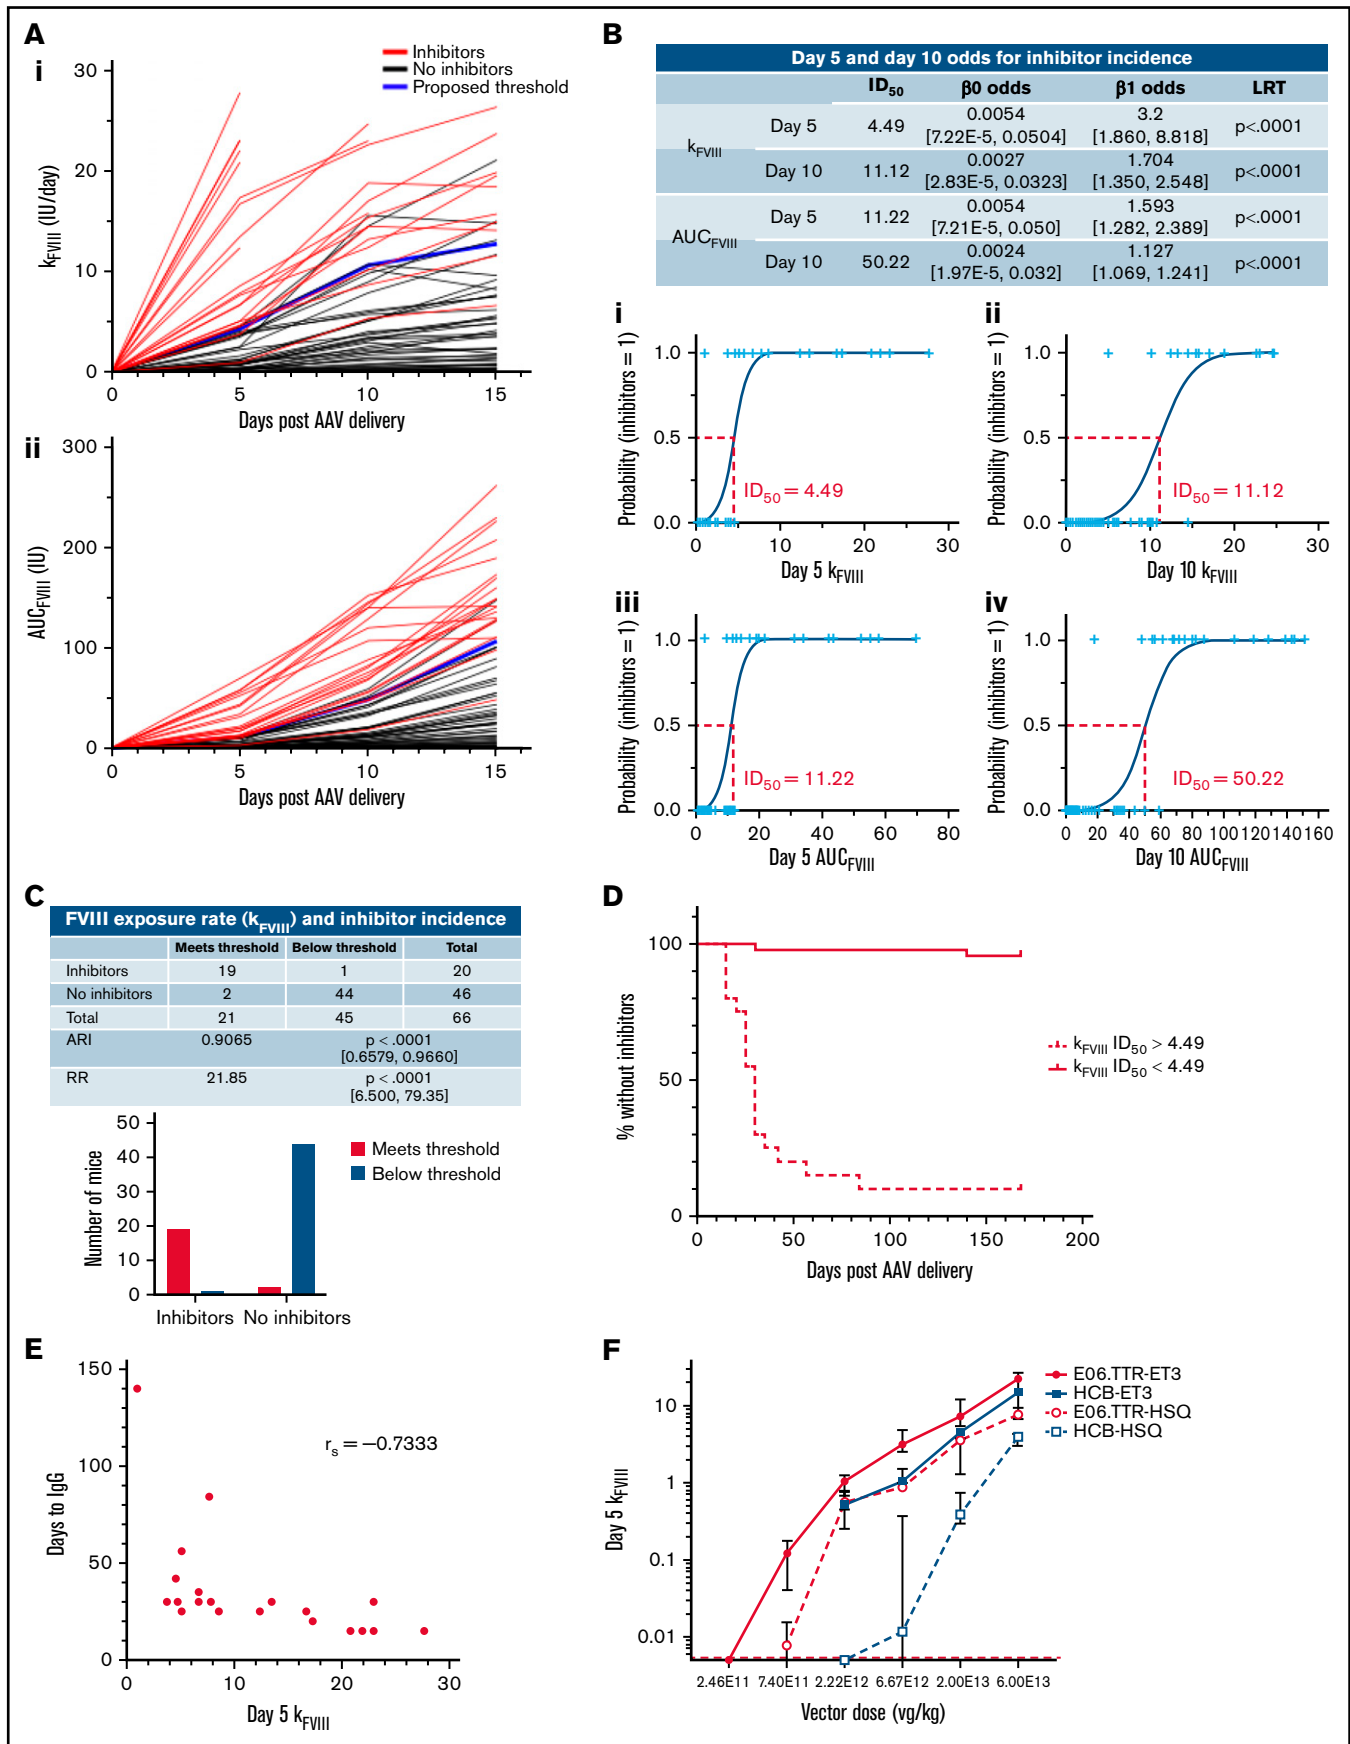 A
i
Inhibitors
No inhibitors
Proposed threshold
30
20
10
0
k_FVIII (IU/day)
0 5 10 15
Days post AAV delivery
ii
300
200
100
0
AUC_FVIII (IU)
0 5 10 15
Days post AAV delivery
B
Day 5 and day 10 odds for inhibitor incidence
ID50 β0 odds β1 odds LRT
k_FVIII
Day 5 4.49 0.0054 [7.22E-5, 0.0504] 3.2 [1.860, 8.818] p<.0001
Day 10 11.12 0.0027 [2.83E-5, 0.0323] 1.704 [1.350, 2.548] p<.0001
AUC_FVIII
Day 5 11.22 0.0054 [7.21E-5, 0.050] 1.593 [1.282, 2.389] p<.0001
Day 10 50.22 0.0024 [1.97E-5, 0.032] 1.127 [1.069, 1.241] p<.0001
i
Probability (inhibitors = 1)
1.0
0.5
0.0
ID50 = 4.49
0 10 20 30
Day 5 k_FVIII
ii
Probability (inhibitors = 1)
1.0
0.5
0.0
ID50 = 11.12
0 10 20 30
Day 10 k_FVIII
iii
Probability (inhibitors = 1)
1.0
0.5
0.0
ID50 = 11.22
0 20 40 60 80
Day 5 AUC_FVIII
iv
Probability (inhibitors = 1)
1.0
0.5
0.0
ID50 = 50.22
0 20 40 60 80 100 120 140 160
Day 10 AUC_FVIII
C
FVIII exposure rate (k_FVIII) and inhibitor incidence
Meets threshold Below threshold Total
Inhibitors 19 1 20
No inhibitors 2 44 46
Total 21 45 66
ARI 0.9065 p < .0001
[0.6579, 0.9660]
RR 21.85 p < .0001
[6.500, 79.35]
Number of mice
50
40
30
20
10
0
Inhibitors No inhibitors
Meets threshold
Below threshold
D
% without inhibitors
100
50
0
0 50 100 150 200
Days post AAV delivery
k_FVIII ID50 > 4.49
k_FVIII ID50 < 4.49
E
Days to IgG
150
100
50
0
r_s = −0.7333
0 10 20 30
Day 5 k_FVIII
F
Day 5 k_FVIII
10
1
0.1
0.01
E06.TTR-ET3
HCB-ET3
E06.TTR-HSQ
HCB-HSQ
2.46E11 7.40E11 2.22E12 6.67E12 2.00E13 6.00E13
Vector dose (vg/kg)